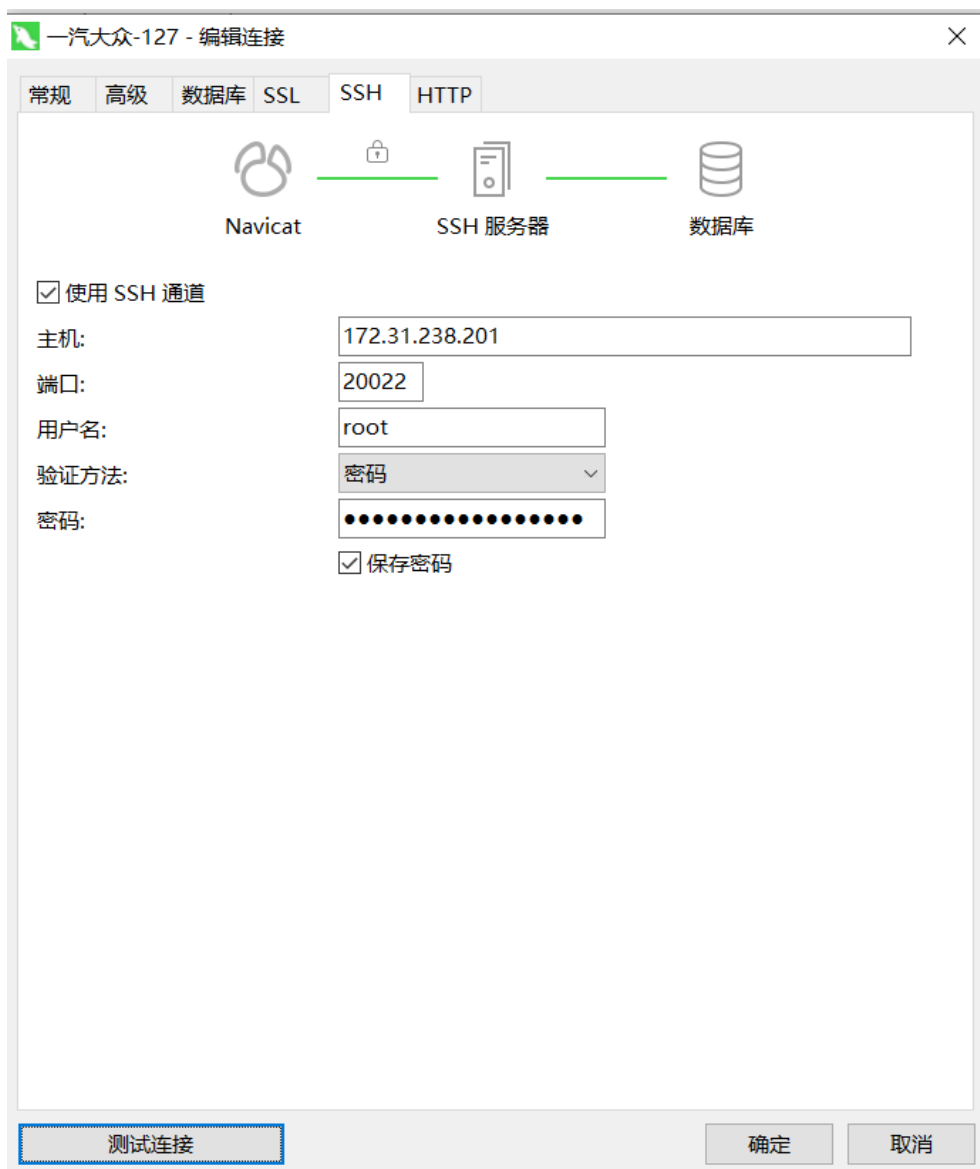 一汽大众-127 - 编辑连接
常规 高级 数据库 SSL SSH HTTP
Navicat SSH 服务器 数据库
使用 SSH 通道
主机: 172.31.238.201
端口: 20022
用户名: root
验证方法: 密码
密码: •••••••••••••••••
保存密码
测试连接 确定 取消